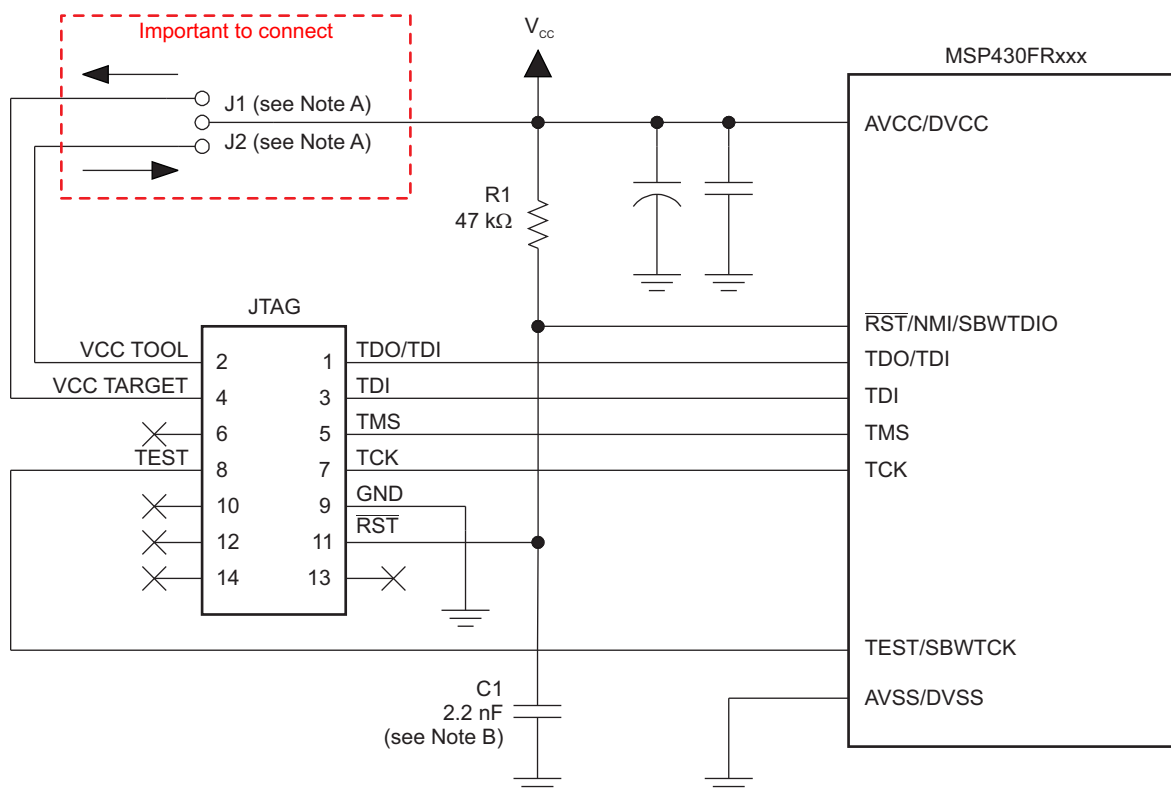 Important to connect
J1 (see Note A)
J2 (see Note A)
VCC
MSP430FRxxx
AVCC/DVCC
R1
47 kΩ
JTAG
RST/NMI/SBWTDIO
VCC TOOL
2
1
TDO/TDI
TDO/TDI
VCC TARGET
4
3
TDI
TDI
6
5
TMS
TMS
TEST
8
7
TCK
TCK
10
9
GND
12
11
RST
14
13
TEST/SBWTCK
C1
2.2 nF
(see Note B)
AVSS/DVSS